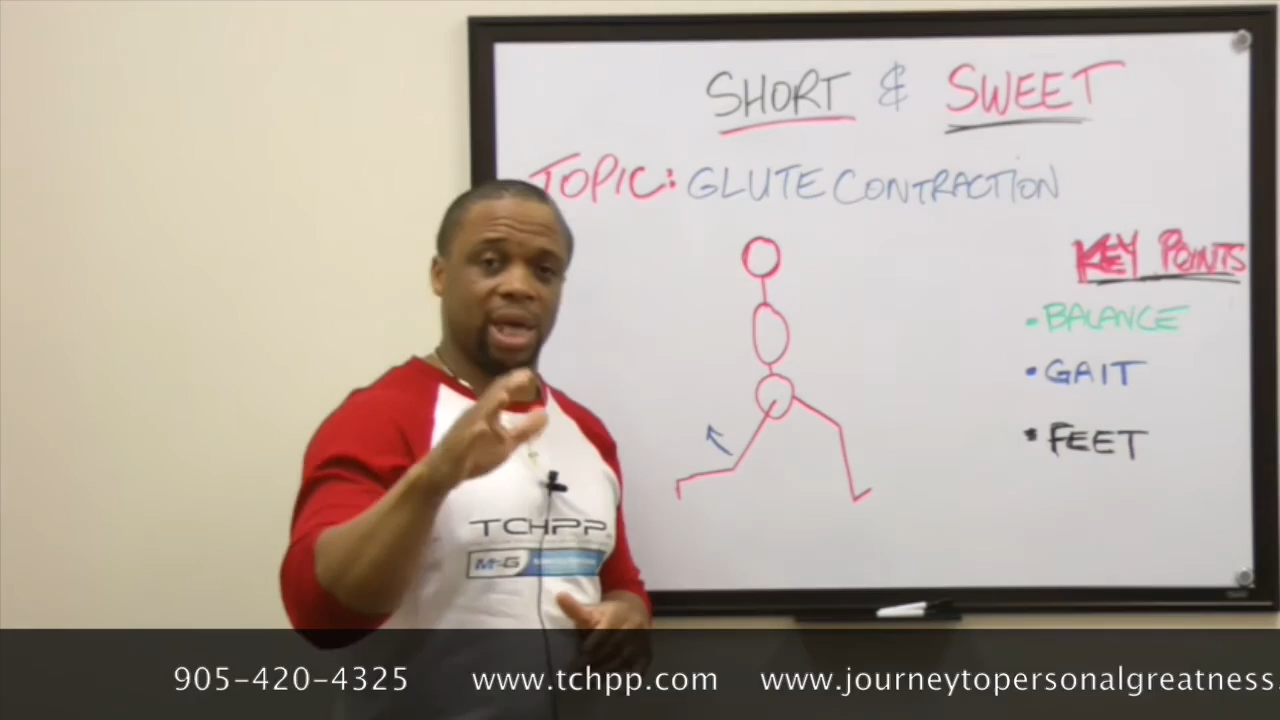 SHORT & SWEET
TOPIC: GLUTE CONTRACTION
KEY POINTS
• BALANCE
• GAIT
• FEET
TCHPP
905-420-4325 www.tchpp.com www.journeytopersonalgreatness.